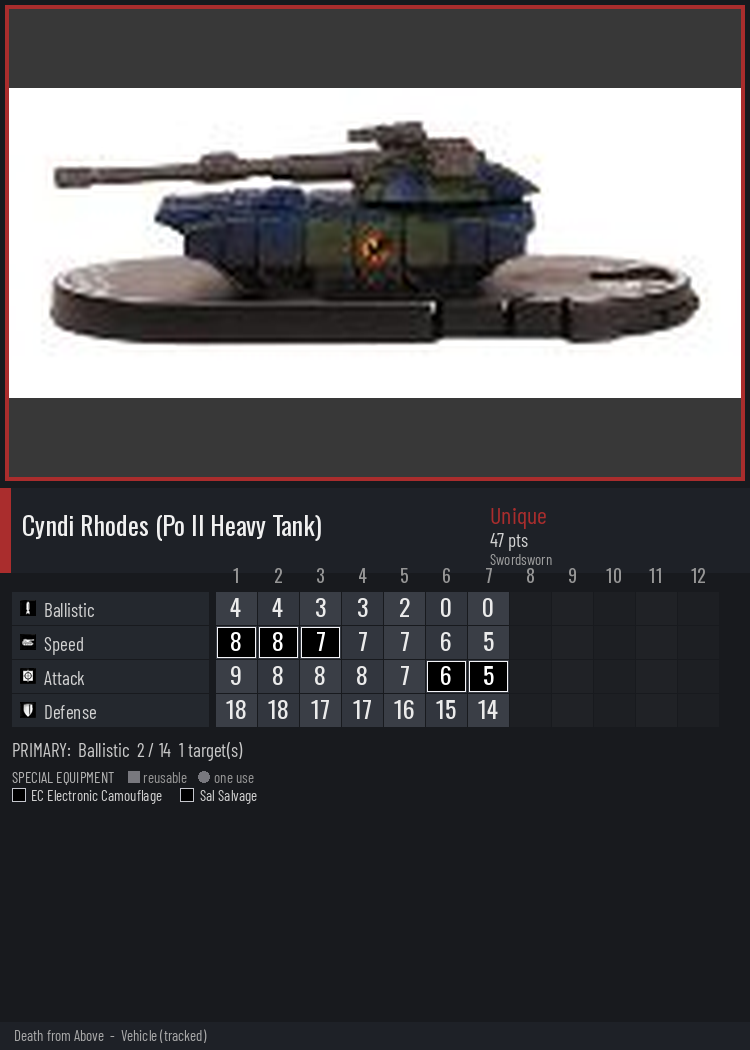 Cyndi Rhodes (Po II Heavy Tank)
Unique
47 pts
Swordsworn
1 2 3 4 5 6 7 8 9 10 11 12
Ballistic 4 4 3 3 2 0 0
Speed 8 8 7 7 7 6 5
Attack 9 8 8 8 7 6 5
Defense 18 18 17 17 16 15 14
PRIMARY: Ballistic 2 / 14 1 target(s)
SPECIAL EQUIPMENT reusable one use
EC Electronic Camouflage Sal Salvage
Death from Above - Vehicle (tracked)